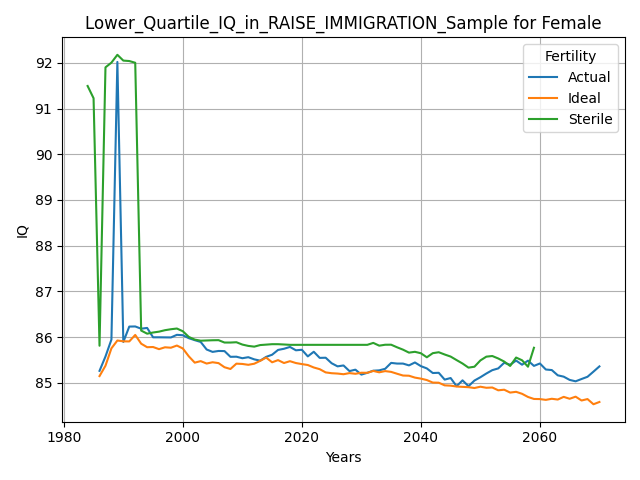 Lower_Quartile_IQ_in_RAISE_IMMIGRATION_Sample for Female
Fertility
Actual
Ideal
Sterile
IQ
92
91
90
89
88
87
86
85
1980
2000
2020
2040
2060
Years